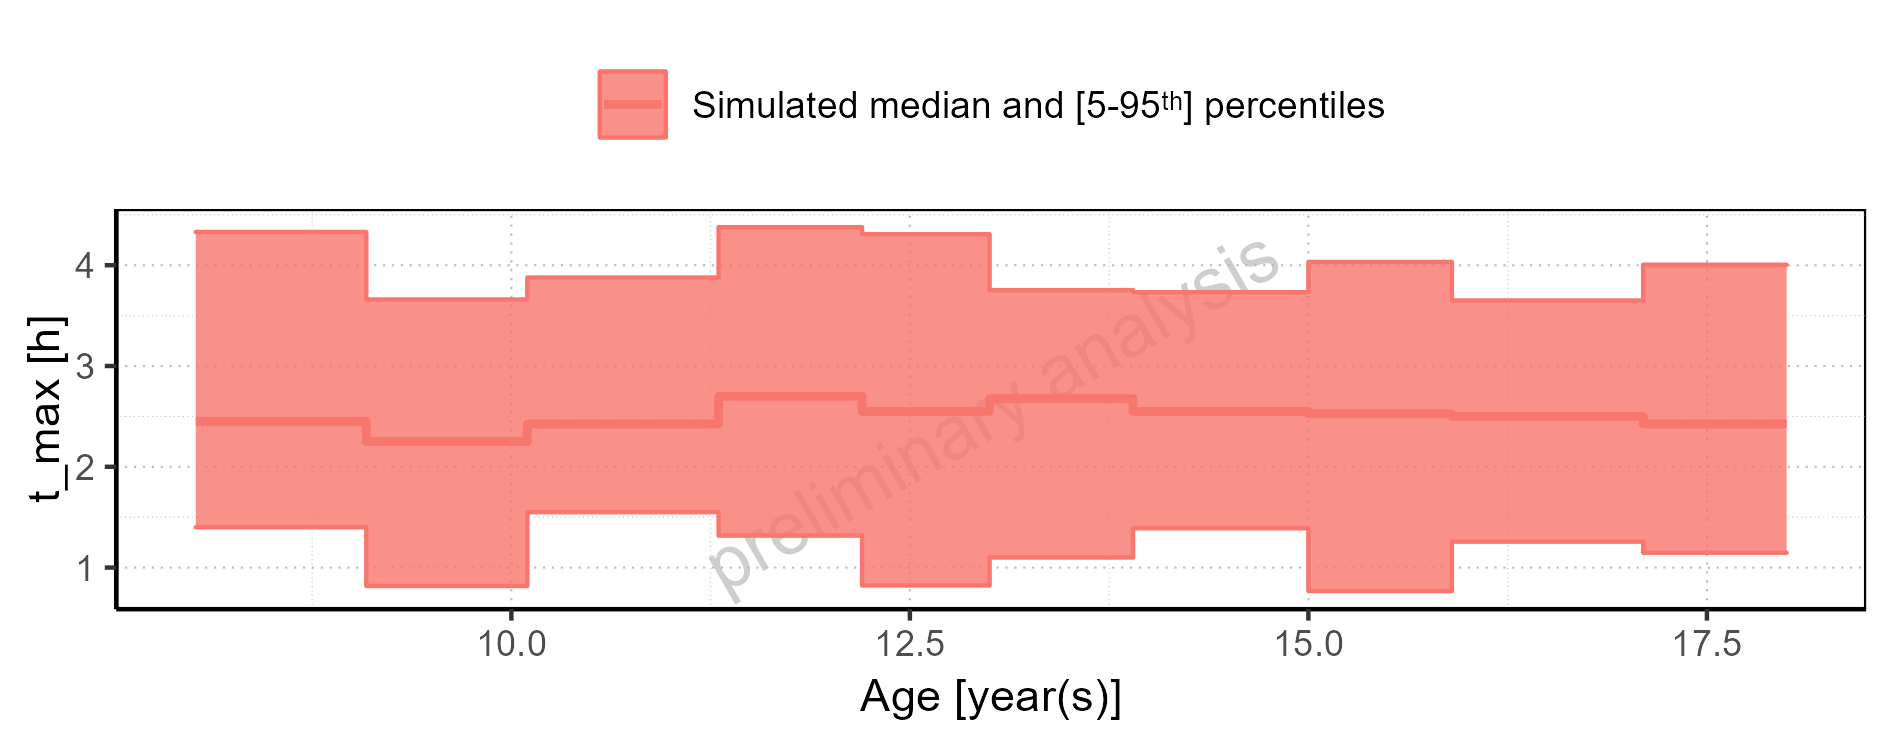 Simulated median and [5-95th] percentiles
t_max [h]
4
3
2
1
preliminary analysis
10.0 12.5 15.0 17.5
Age [year(s)]